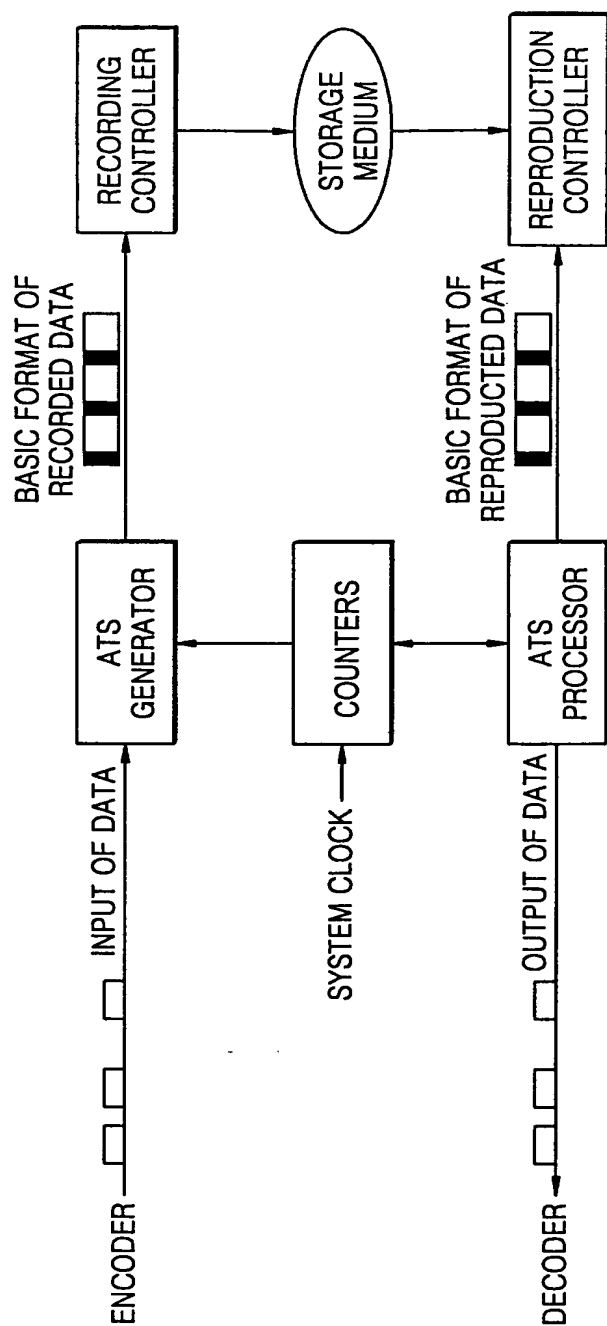 ENCODER
INPUT OF DATA
ATS
GENERATOR
BASIC FORMAT OF
RECORDED DATA
RECORDING
CONTROLLER
SYSTEM CLOCK
COUNTERS
STORAGE
MEDIUM
DECODER
OUTPUT OF DATA
ATS
PROCESSOR
BASIC FORMAT OF
REPRODUCTED DATA
REPRODUCTION
CONTROLLER